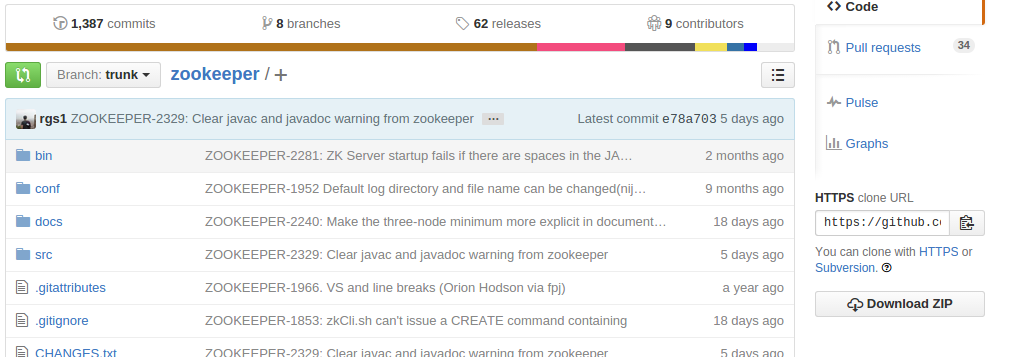 1,387 commits 8 branches 62 releases 9 contributors
Branch: trunk zookeeper / +
rgs1 ZOOKEEPER-2329: Clear javac and javadoc warning from zookeeper ... Latest commit e78a703 5 days ago
bin ZOOKEEPER-2281: ZK Server startup fails if there are spaces in the JA… 2 months ago
conf ZOOKEEPER-1952 Default log directory and file name can be changed(nij… 9 months ago
docs ZOOKEEPER-2240: Make the three-node minimum more explicit in document… 18 days ago
src ZOOKEEPER-2329: Clear javac and javadoc warning from zookeeper 5 days ago
.gitattributes ZOOKEEPER-1966. VS and line breaks (Orion Hodson via fpj) a year ago
.gitignore ZOOKEEPER-1853: zkCli.sh can't issue a CREATE command containing 18 days ago
CHANGES.txt ZOOKEEPER-2329: Clear javac and javadoc warning from zookeeper 5 days ago
Code
Pull requests 34
Pulse
Graphs
HTTPS clone URL
https://github.co
You can clone with HTTPS or
Subversion.
Download ZIP